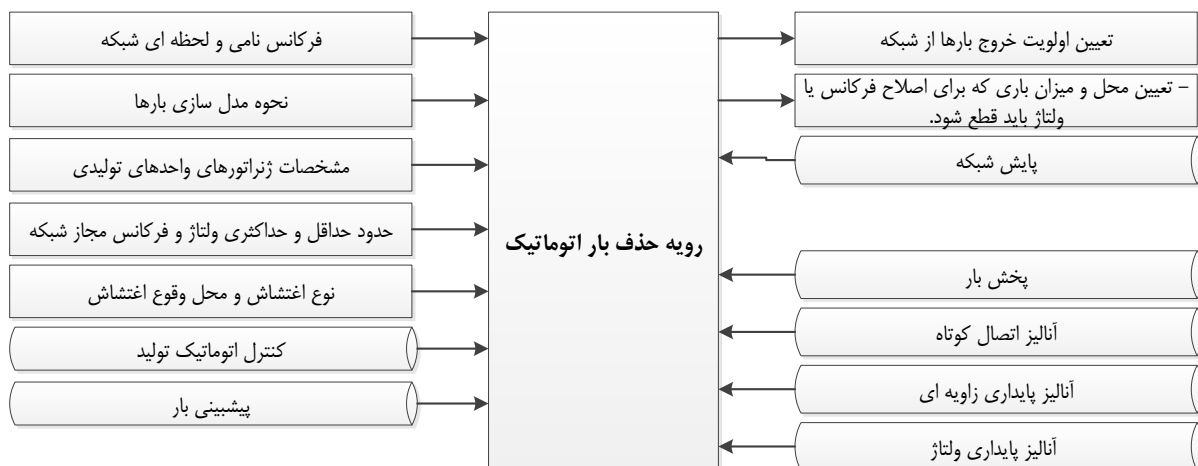 فرکانس نامی و لحظه ای شبکه
نحوه مدل سازی بارها
مشخصات ژنراتورهای واحدهای تولیدی
حدود حداقل و حداکثری ولتاژ و فرکانس مجاز شبکه
نوع اغتشاش و محل وقوع اغتشاش
کنترل اتوماتیک تولید
پیشبینی بار
رویه حذف بار اتوماتیک
تعیین اولویت خروج بارها از شبکه
– تعیین محل و میزان باری که برای اصلاح فرکانس یا
ولتاژ باید قطع شود.
پایش شبکه
پخش بار
آنالیز اتصال کوتاه
آنالیز پایداری زاویه ای
آنالیز پایداری ولتاژ